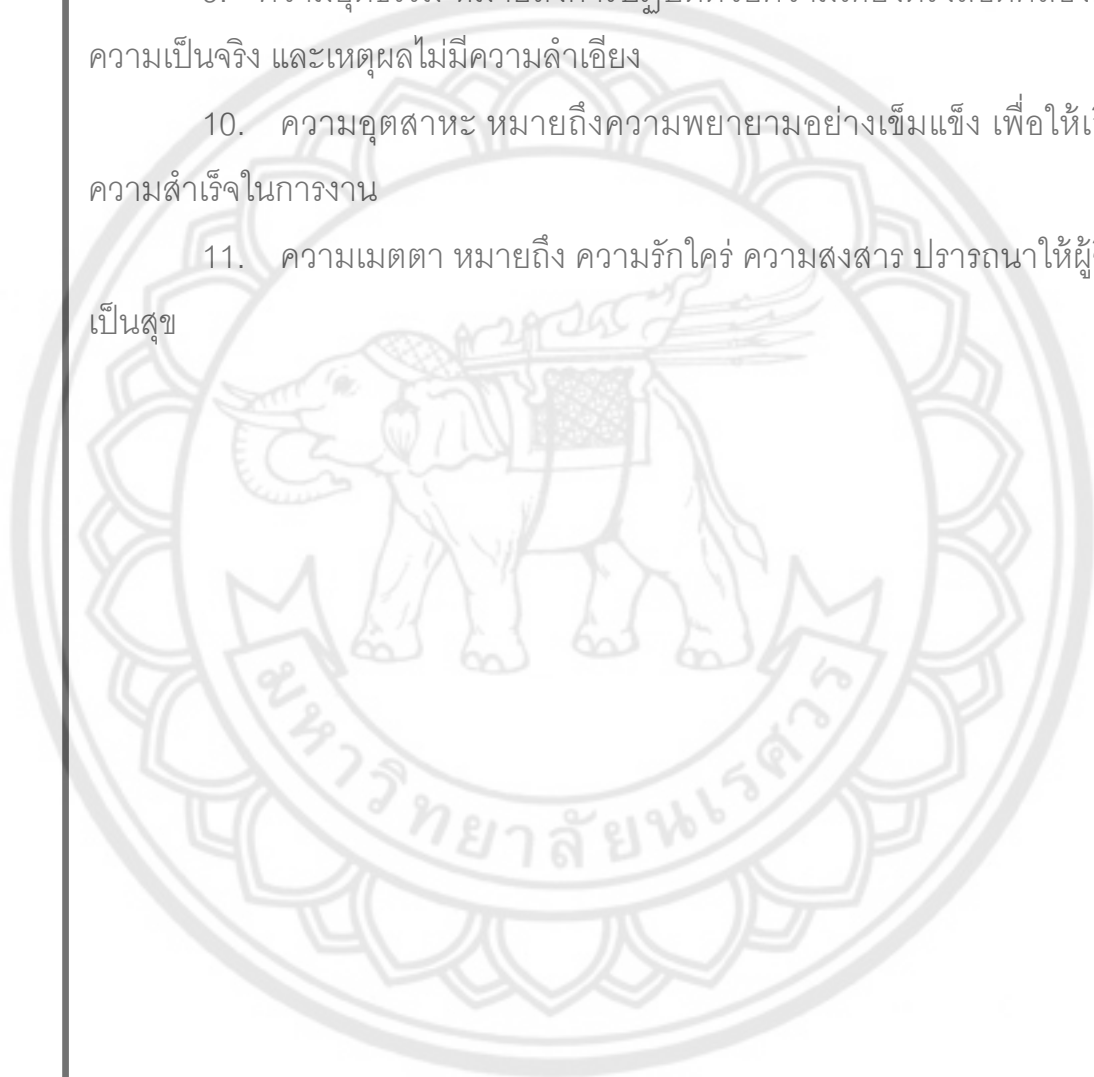 ความเป็นจริง และเหตุผลไม่มีความลำเอียง
10. ความอุตสาหะ หมายถึงความพยายามอย่างเข็มแข็ง เพื่อให้
ความสำเร็จในการงาน
11. ความเมตตา หมายถึง ความรักใคร่ ความสงสาร ปรารถนาให้
เป็นสุข
มหาวิทยาลัยนเรศวร